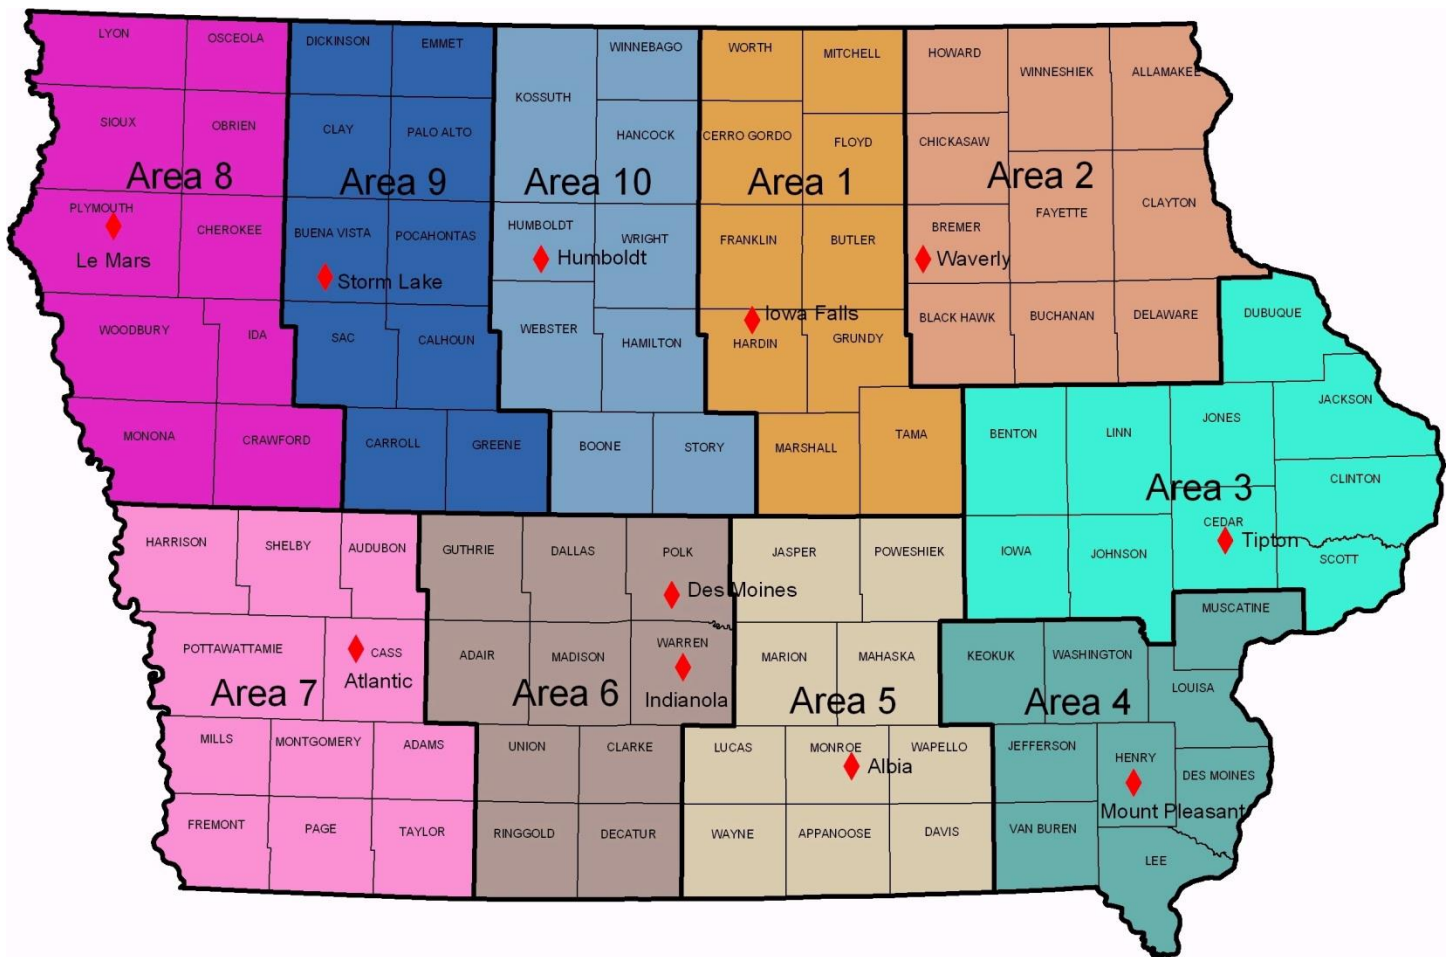 LYON
OSCEOLA
DICKINSON
EMMET
WINNEBAGO
WORTH
MITCHELL
HOWARD
WINNESHIEK
ALLAMAKEE
KOSSUTH
SIOUX
OBRIEN
CLAY
PALO ALTO
HANCOCK
CERRO GORDO
FLOYD
CHICKASAW
Area 8
Area 9
Area 10
Area 1
Area 2
PLYMOUTH
CHEROKEE
BUENA VISTA
POCAHONTAS
HUMBOLDT
WRIGHT
FRANKLIN
BUTLER
BREMER
FAYETTE
CLAYTON
Le Mars
Storm Lake
Humboldt
Iowa Falls
Waverly
WOODBURY
IDA
SAC
CALHOUN
WEBSTER
HAMILTON
HARDIN
GRUNDY
BLACK HAWK
BUCHANAN
DELAWARE
DUBUQUE
MONONA
CRAWFORD
CARROLL
GREENE
BOONE
STORY
MARSHALL
TAMA
BENTON
LINN
JONES
JACKSON
Area 3
CLINTON
HARRISON
SHELBY
AUDUBON
GUTHRIE
DALLAS
POLK
JASPER
POWESHIEK
IOWA
JOHNSON
CEDAR
Tipton
SCOTT
Des Moines
MUSCATINE
POTTAWATTAMIE
CASS
Atlantic
ADAIR
MADISON
WARREN
Indianola
MARION
MAHASKA
KEOKUK
WASHINGTON
LOUISA
Area 7
Area 6
Area 5
Area 4
MILLS
MONTGOMERY
ADAMS
UNION
CLARKE
LUCAS
MONROE
WAPELLO
Albia
JEFFERSON
HENRY
DES MOINES
Mount Pleasant
FREMONT
PAGE
TAYLOR
RINGGOLD
DECATUR
WAYNE
APPANOOSE
DAVIS
VAN BUREN
LEE